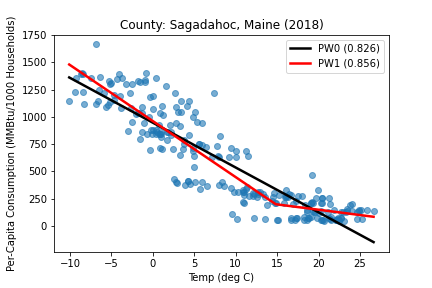 County: Sagadahoc, Maine (2018)
Per-Capita Consumption (MMBtu/1000 Households)
1750
1500
1250
1000
750
500
250
0
PW0 (0.826)
PW1 (0.856)
−10 −5 0 5 10 15 20 25
Temp (deg C)